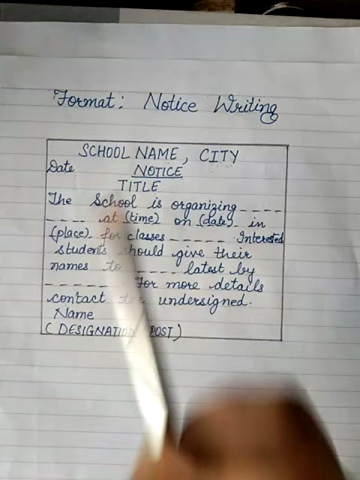 Format: Notice Writing
SCHOOL NAME, CITY
Date NOTICE
TITLE
The School is organizing _ _
_ _ _ _ at (time) on (date) in
(place) for classes _ _ _ _ Interested
students should give their
names to _ _ _ _ latest by
_ _ _ _ _ _ For more details
contact the undersigned.
Name
(DESIGNATION POST)